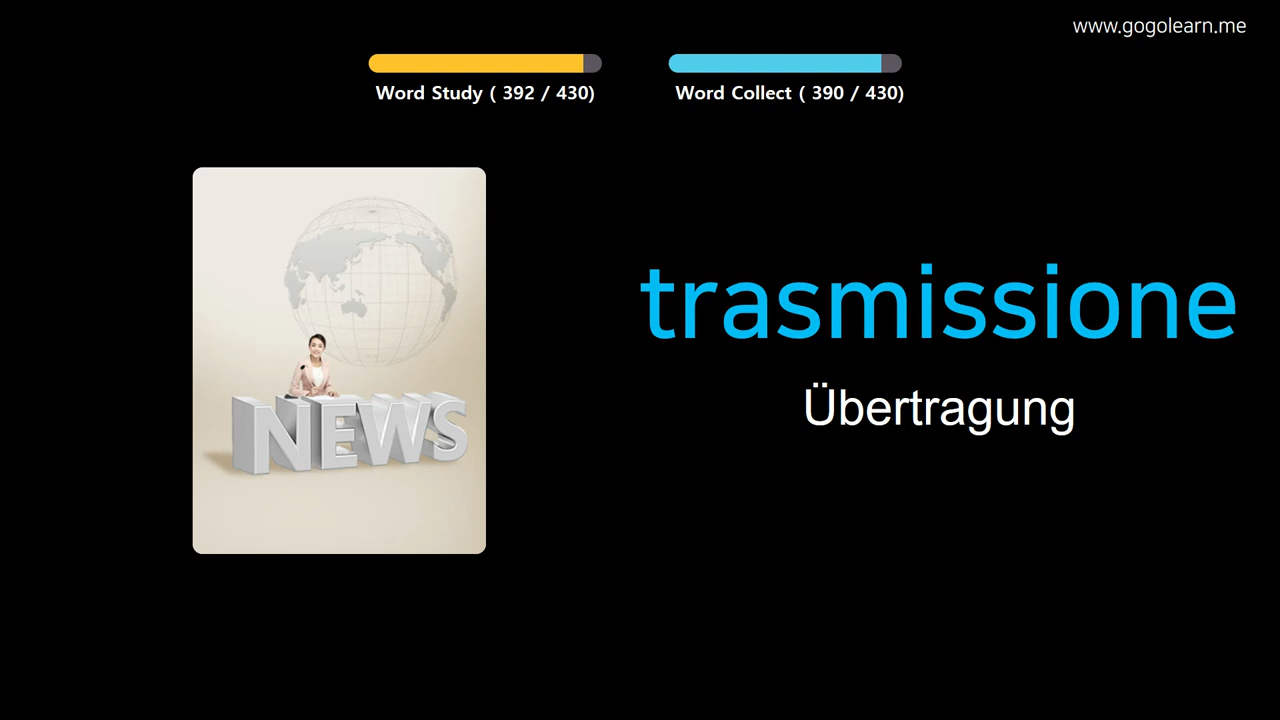 www.gogolearn.me
Word Study ( 392 / 430)
Word Collect ( 390 / 430)
NEWS
trasmissione
Übertragung